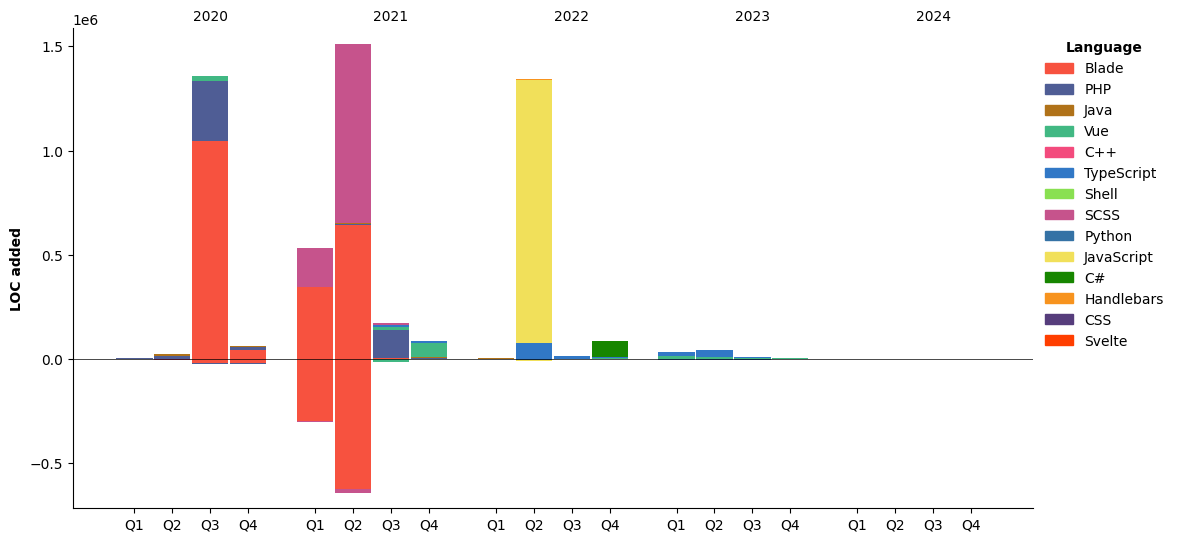 1e6
2020 2021 2022 2023 2024
1.5
1.0
0.5
0.0
−0.5
LOC added
Q1 Q2 Q3 Q4 Q1 Q2 Q3 Q4 Q1 Q2 Q3 Q4 Q1 Q2 Q3 Q4 Q1 Q2 Q3 Q4
Language
Blade
PHP
Java
Vue
C++
TypeScript
Shell
SCSS
Python
JavaScript
C#
Handlebars
CSS
Svelte